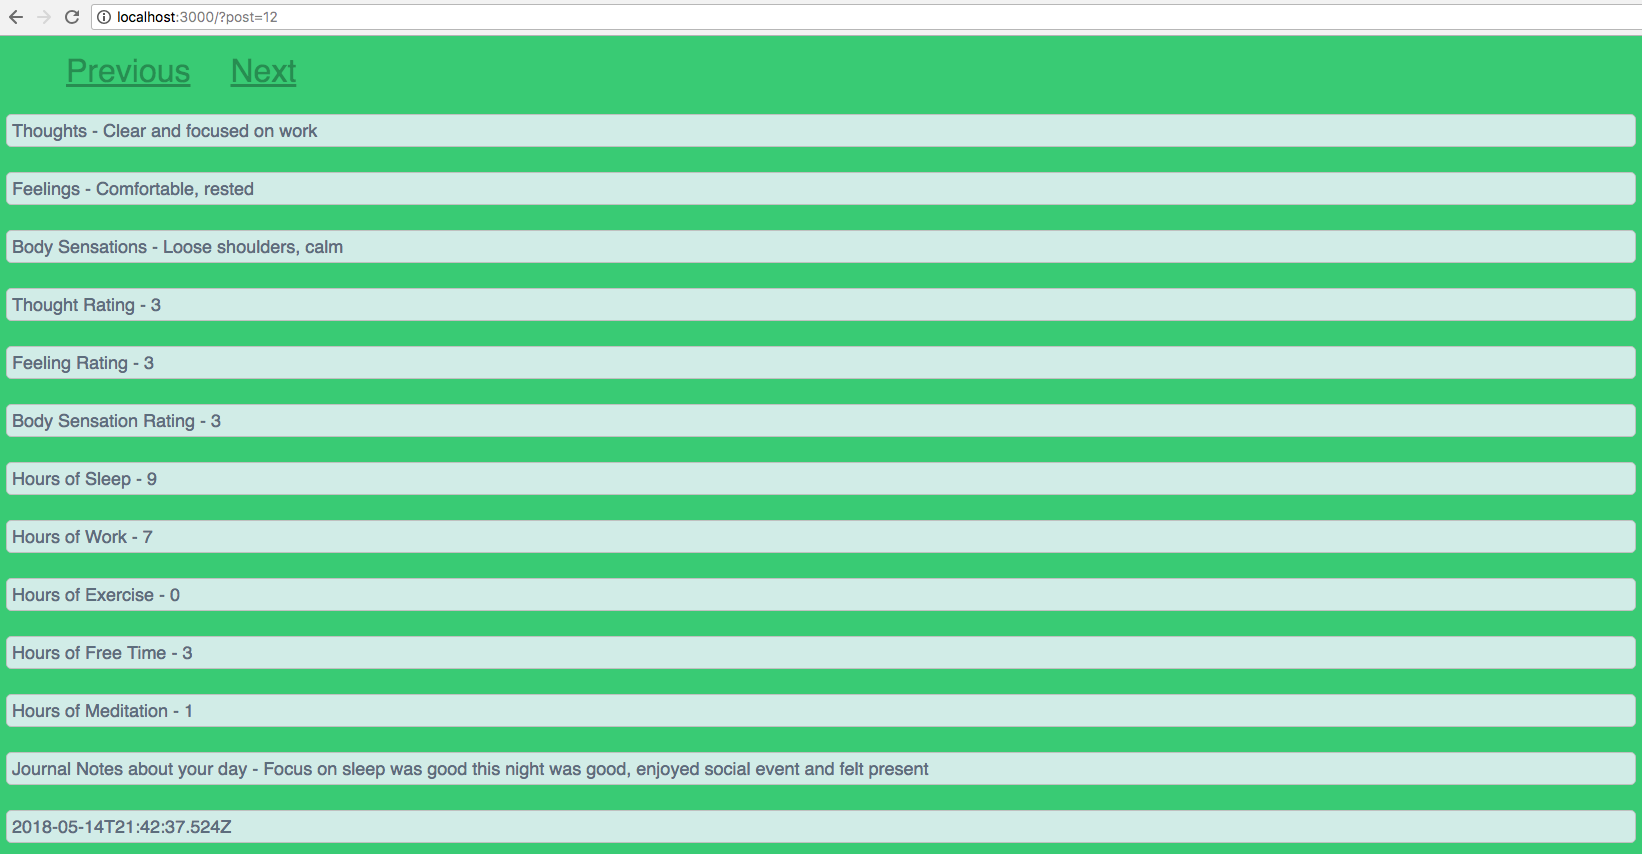 localhost:3000/?post=12
Previous Next
Thoughts - Clear and focused on work
Feelings - Comfortable, rested
Body Sensations - Loose shoulders, calm
Thought Rating - 3
Feeling Rating - 3
Body Sensation Rating - 3
Hours of Sleep - 9
Hours of Work - 7
Hours of Exercise - 0
Hours of Free Time - 3
Hours of Meditation - 1
Journal Notes about your day - Focus on sleep was good this night was good, enjoyed social event and felt present
2018-05-14T21:42:37.524Z